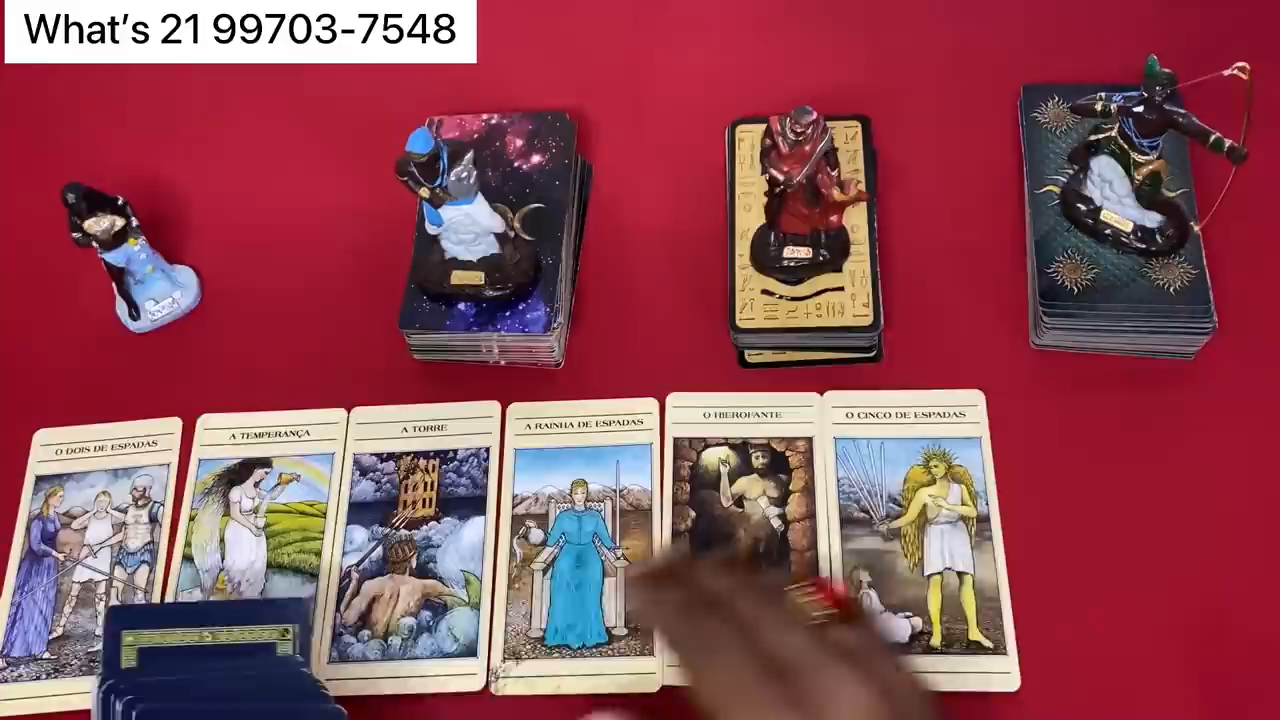 What's 21 99703-7548
O DOIS DE ESPADAS
A TEMPERANÇA
A TORRE
A RAINHA DE ESPADAS
O HIEROFANTE
O CINCO DE ESPADAS